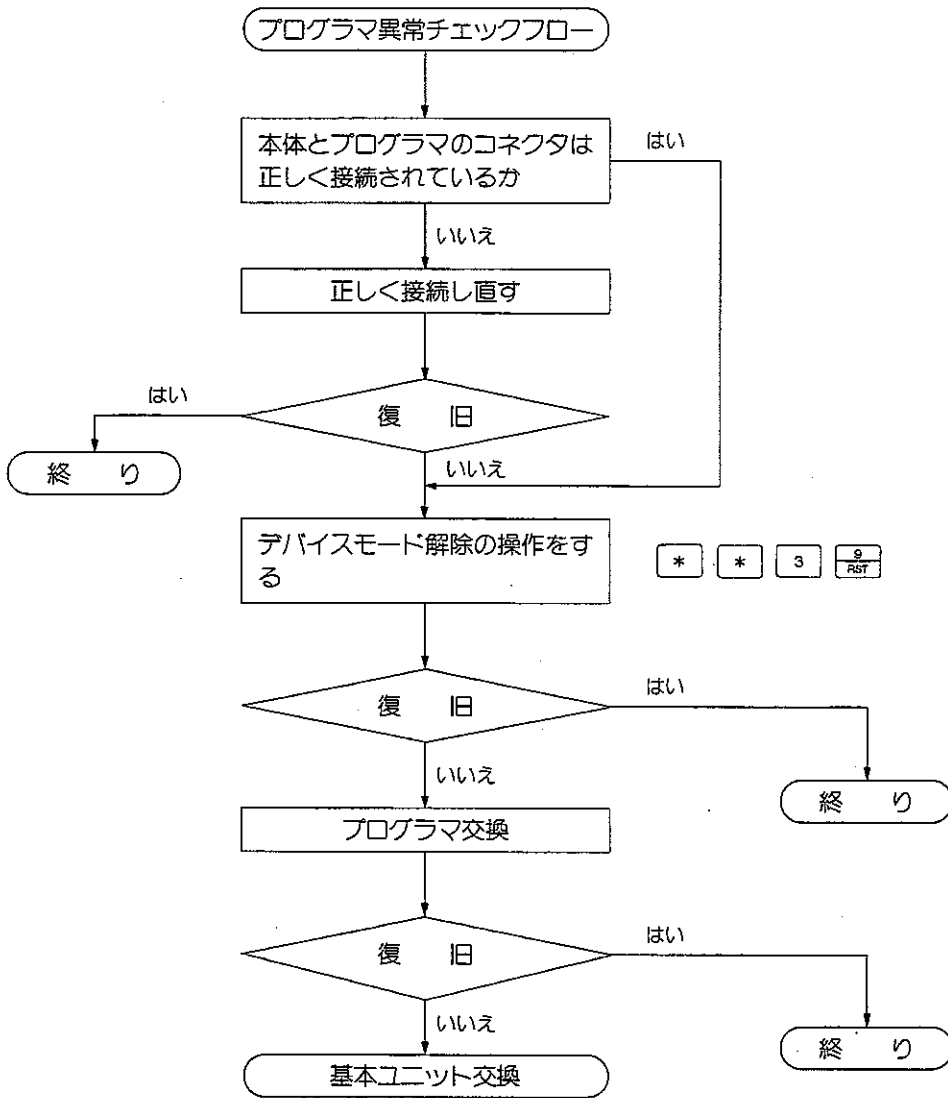 プログラマ異常チェックフロー
本体とプログラマのコネクタは
正しく接続されているか
はい
いいえ
正しく接続し直す
はい
復 旧
終 り
いいえ
デバイスモード解除の操作をす
る
* * 3 9
RST
復 旧
はい
いいえ
終 り
プログラマ交換
復 旧
はい
いいえ
終 り
基本ユニット交換